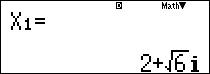 D Math▼
X₁=
2+√6i